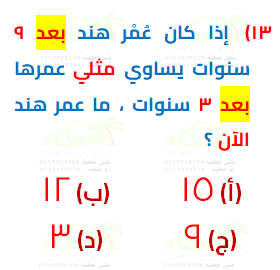 ١٣) إذا كان عُمْر هند بعد ٩
سنوات يساوي مثلي عمرها
بعد ٣ سنوات ، ما عمر هند
الآن ؟
(أ) ١٥ (ب) ١٢
(ج) ٩ (د) ٣